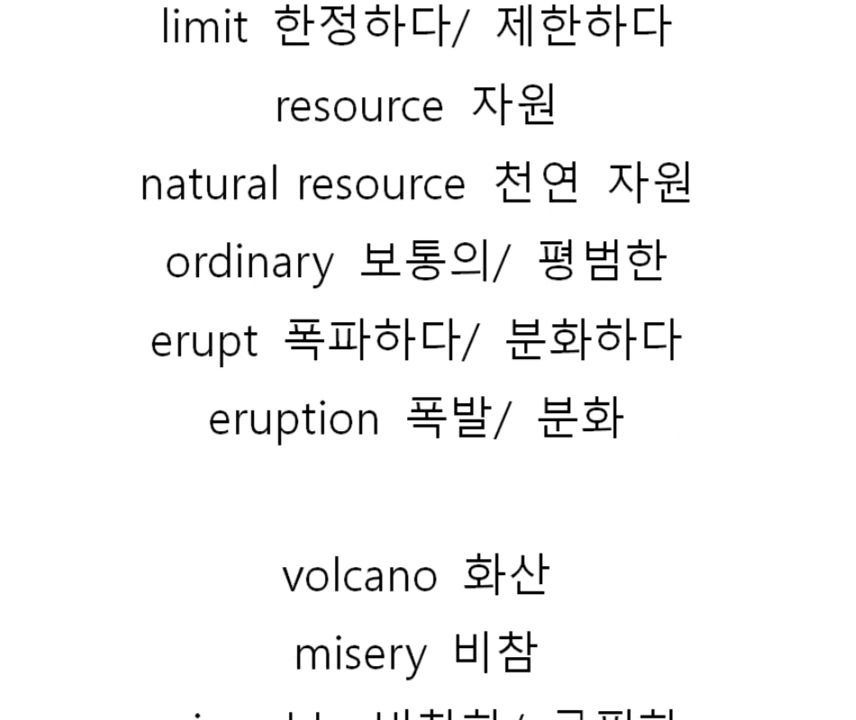 limit 한정하다/ 제한하다
resource 자원
natural resource 천연 자원
ordinary 보통의/ 평범한
erupt 폭파하다/ 분화하다
eruption 폭발/ 분화
volcano 화산
misery 비참